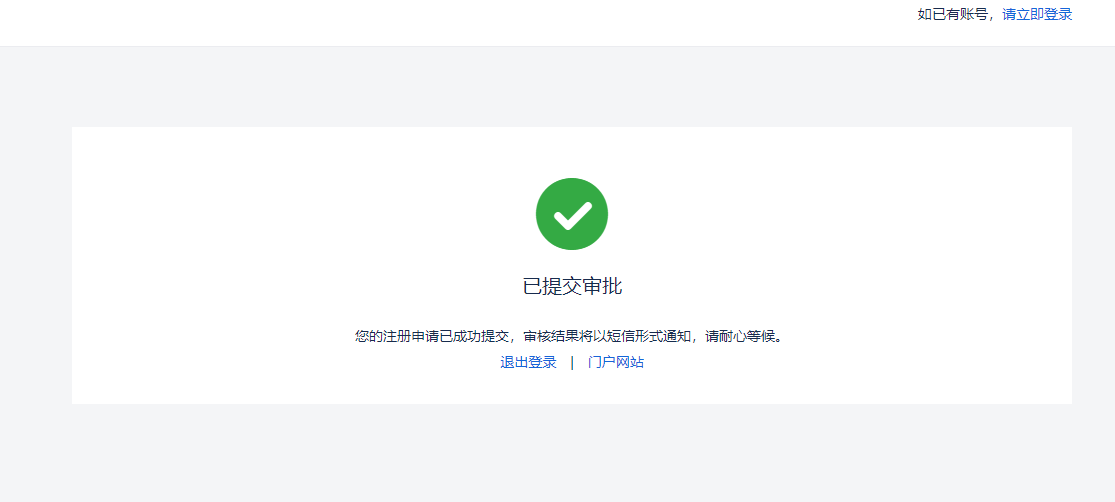 如已有账号，请立即登录
已提交审批
您的注册申请已成功提交，审核结果将以短信形式通知，请耐心等候。
退出登录 | 门户网站